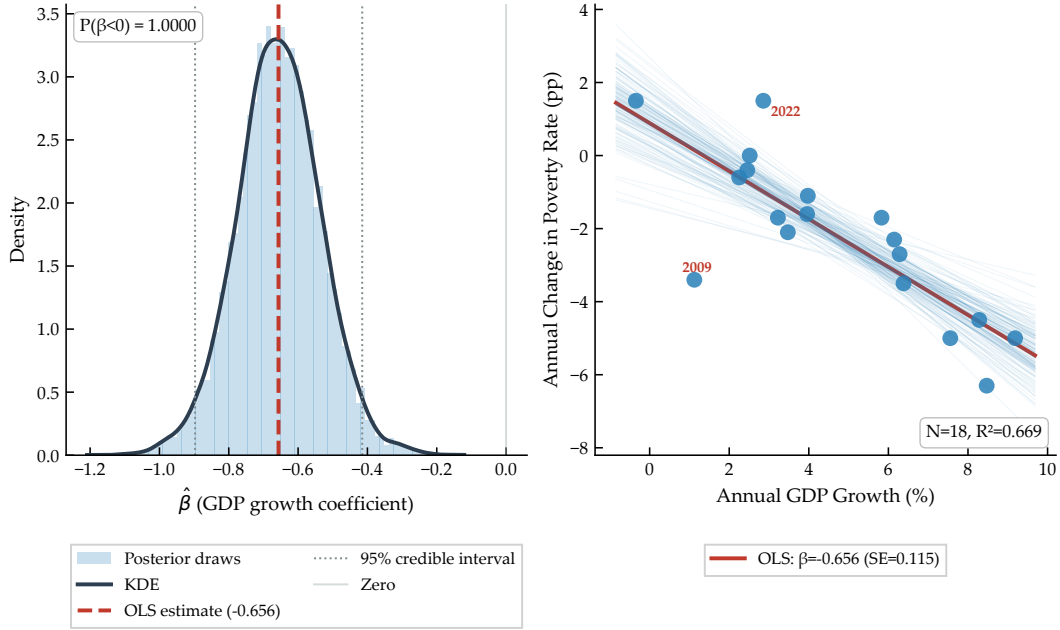 P(β<0) = 1.0000
3.5
3.0
2.5
2.0
1.5
1.0
0.5
0.0
Density
−1.2 −1.0 −0.8 −0.6 −0.4 −0.2 0.0
β̂ (GDP growth coefficient)
Posterior draws
KDE
OLS estimate (-0.656)
95% credible interval
Zero
4
2
0
−2
−4
−6
−8
Annual Change in Poverty Rate (pp)
2022
2009
N=18, R²=0.669
0 2 4 6 8 10
Annual GDP Growth (%)
OLS: β=-0.656 (SE=0.115)